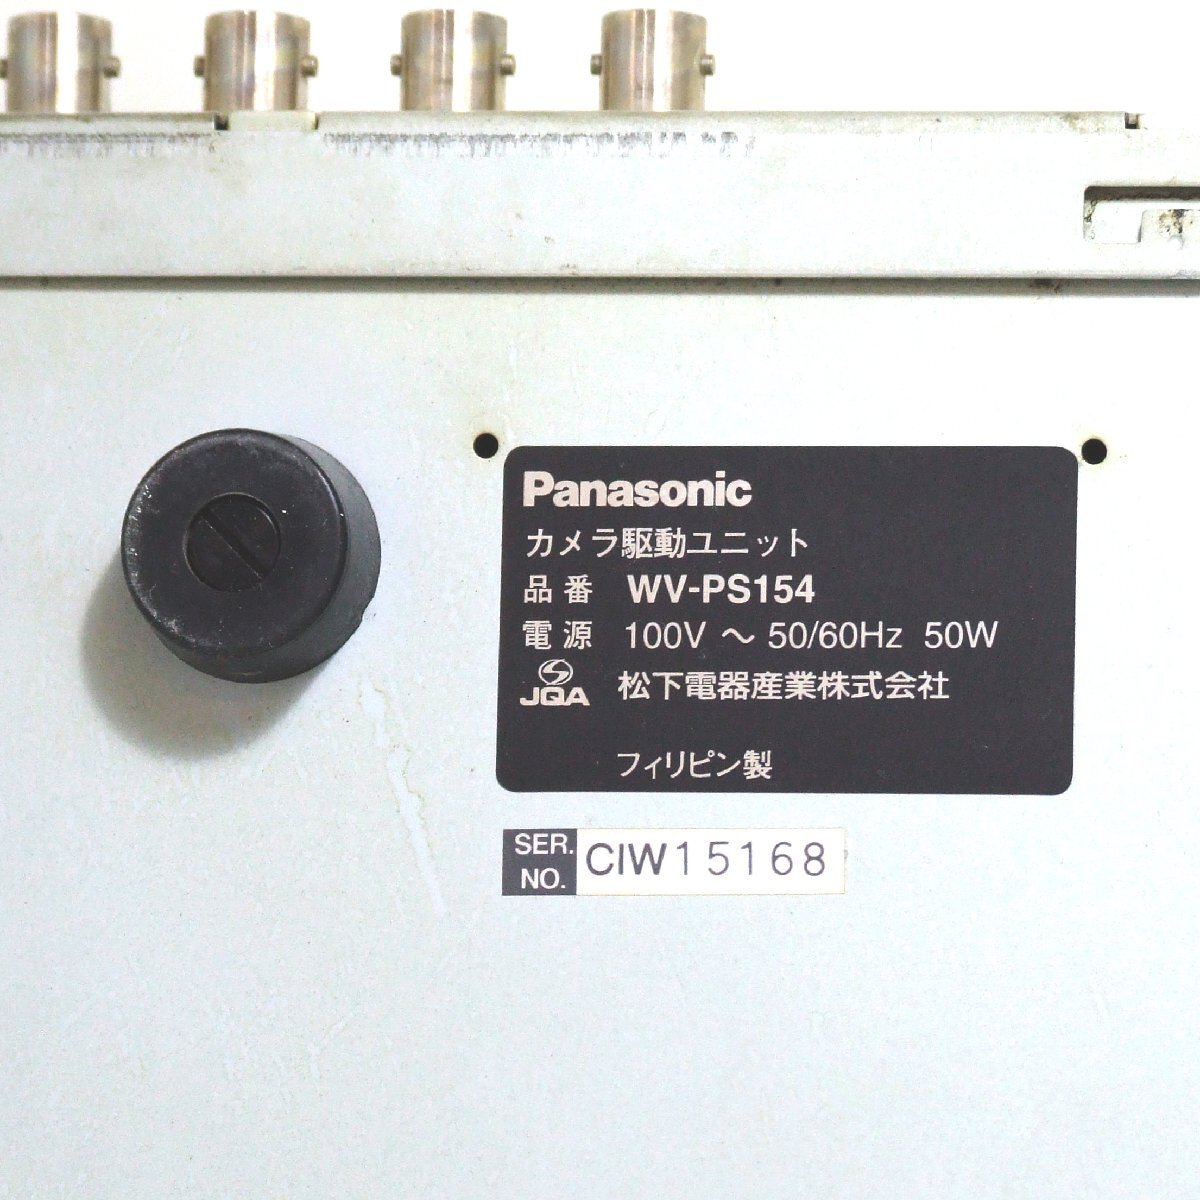 Panasonic
カメラ駆動ユニット
品番 WV-PS154
電源 100V ～ 50/60Hz 50W
JQA 松下電器産業株式会社
フィリピン製
SER. NO. CIW15168